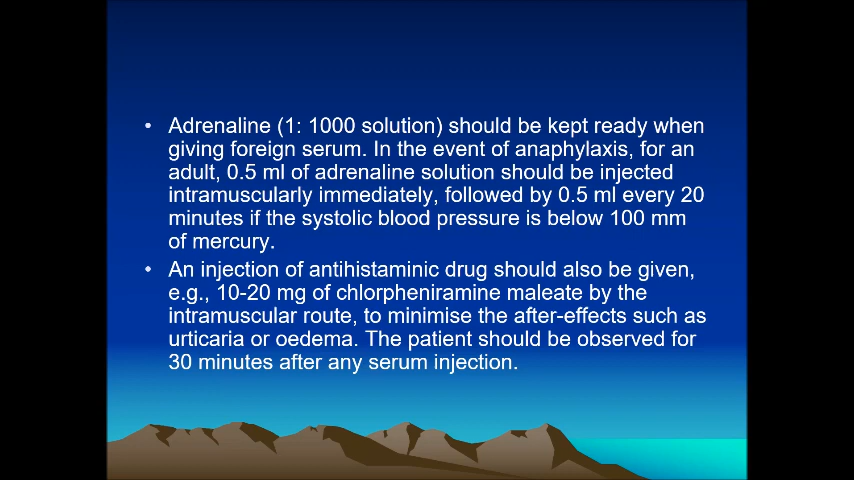 • Adrenaline (1: 1000 solution) should be kept ready when
giving foreign serum. In the event of anaphylaxis, for an
adult, 0.5 ml of adrenaline solution should be injected
intramuscularly immediately, followed by 0.5 ml every 20
minutes if the systolic blood pressure is below 100 mm
of mercury.
• An injection of antihistaminic drug should also be given,
e.g., 10-20 mg of chlorpheniramine maleate by the
intramuscular route, to minimise the after-effects such as
urticaria or oedema. The patient should be observed for
30 minutes after any serum injection.